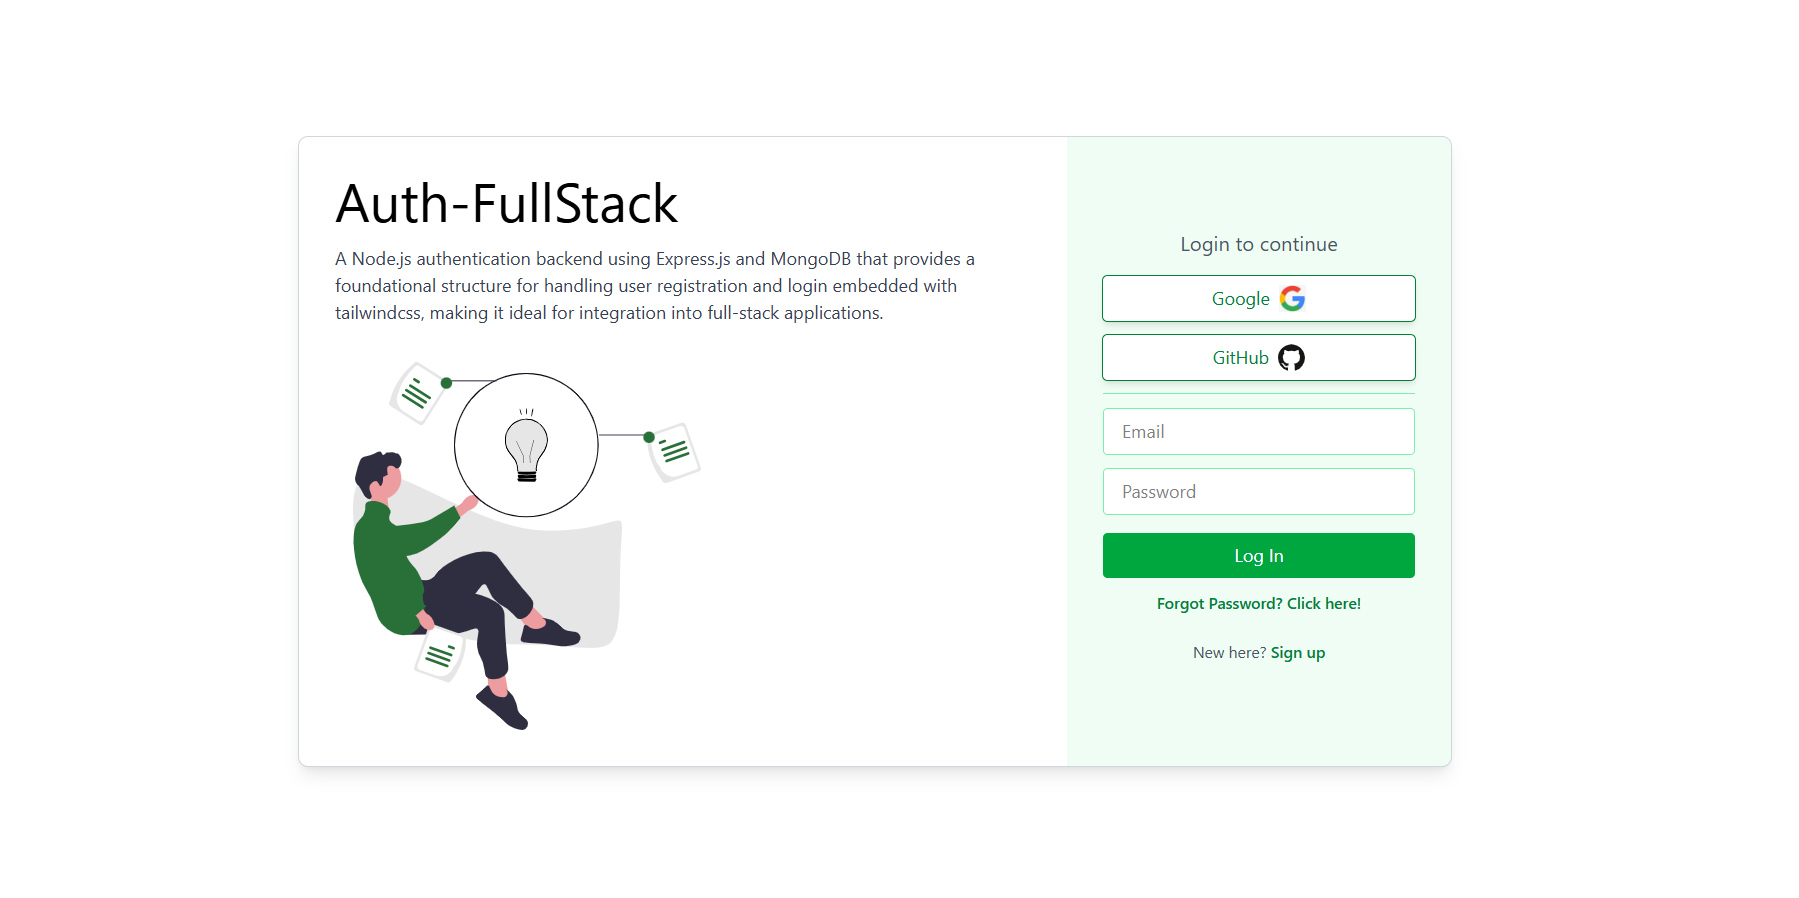 Auth-FullStack
A Node.js authentication backend using Express.js and MongoDB that provides a
foundational structure for handling user registration and login embedded with
tailwindcss, making it ideal for integration into full-stack applications.
Login to continue
Google
GitHub
Email
Password
Log In
Forgot Password? Click here!
New here? Sign up